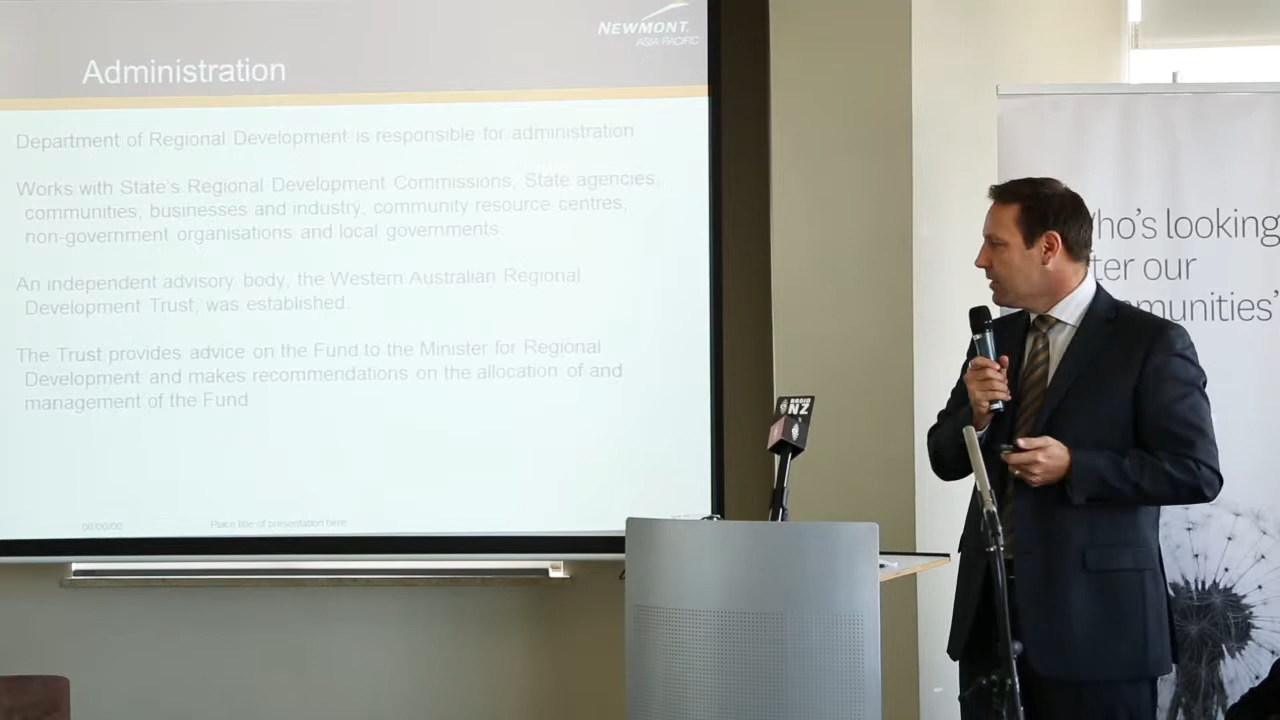 NEWMONT.
ASIA PACIFIC
Administration
Department of Regional Development is responsible for administration
Works with State's Regional Development Commissions, State agencies,
communities, businesses and industry, community resource centres,
non-government organisations and local governments.
An independent advisory body, the Western Australian Regional
Development Trust, was established.
The Trust provides advice on the Fund to the Minister for Regional
Development and makes recommendations on the allocation of and
management of the Fund
00/00/00
Place title of presentation here
RADIO
NZ
ho's looking
ter our
munities'